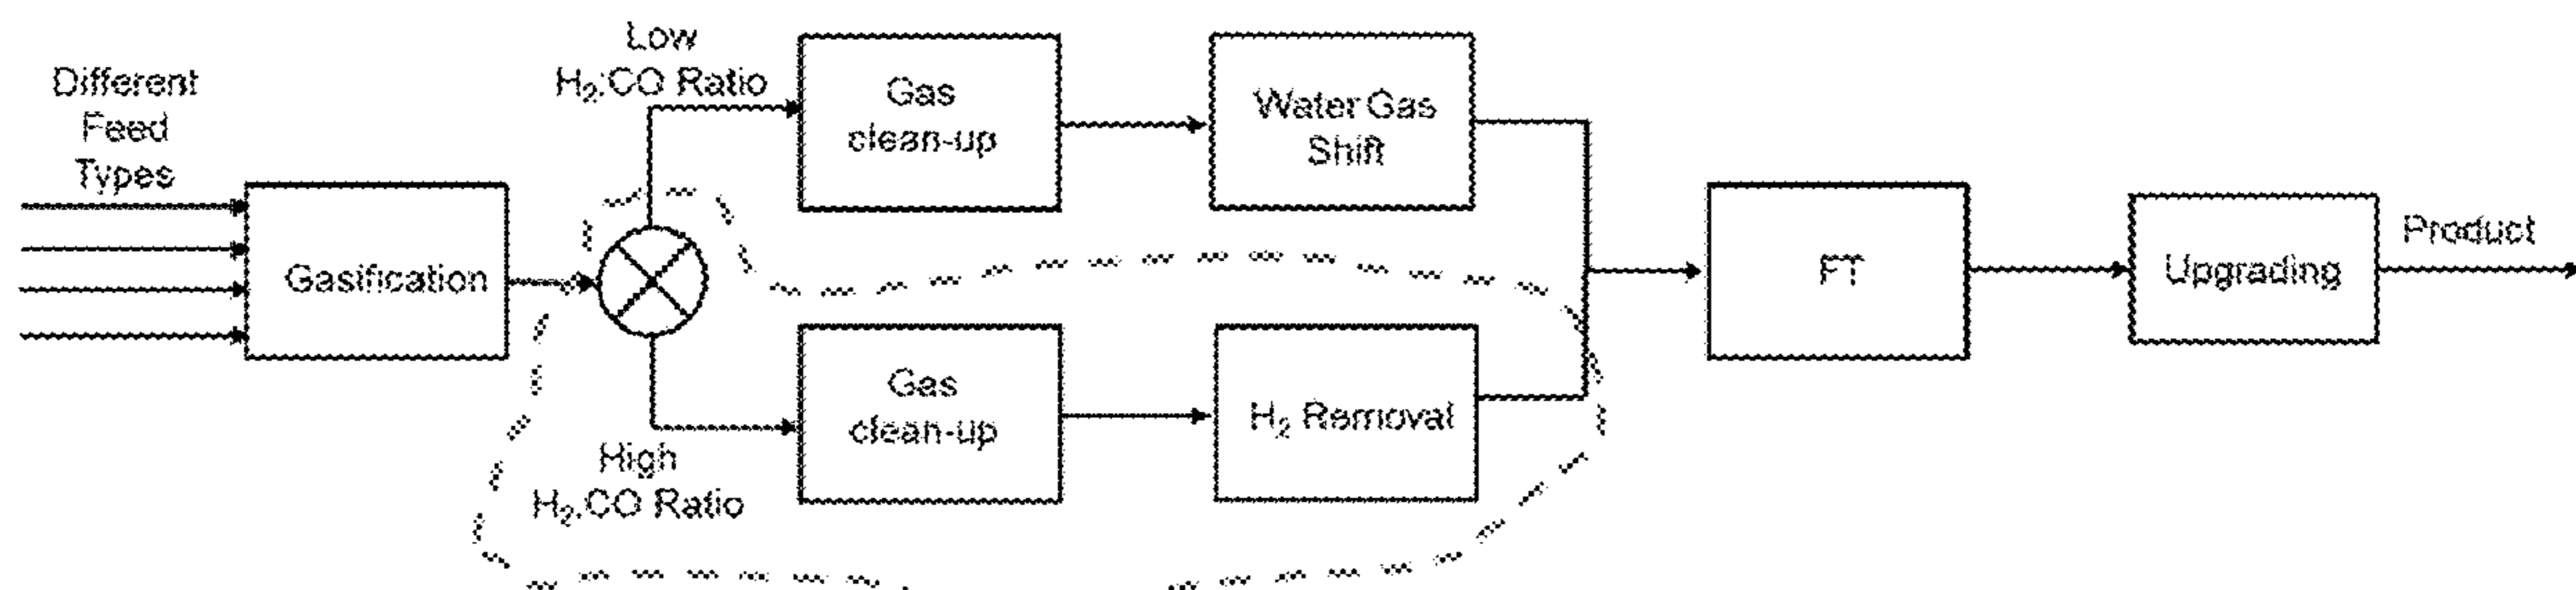 Different
Feed
Types
Gasification
Low
H₂:CO Ratio
Gas
clean-up
Water Gas
Shift
High
H₂:CO Ratio
Gas
clean-up
H₂ Removal
FT
Upgrading
Product